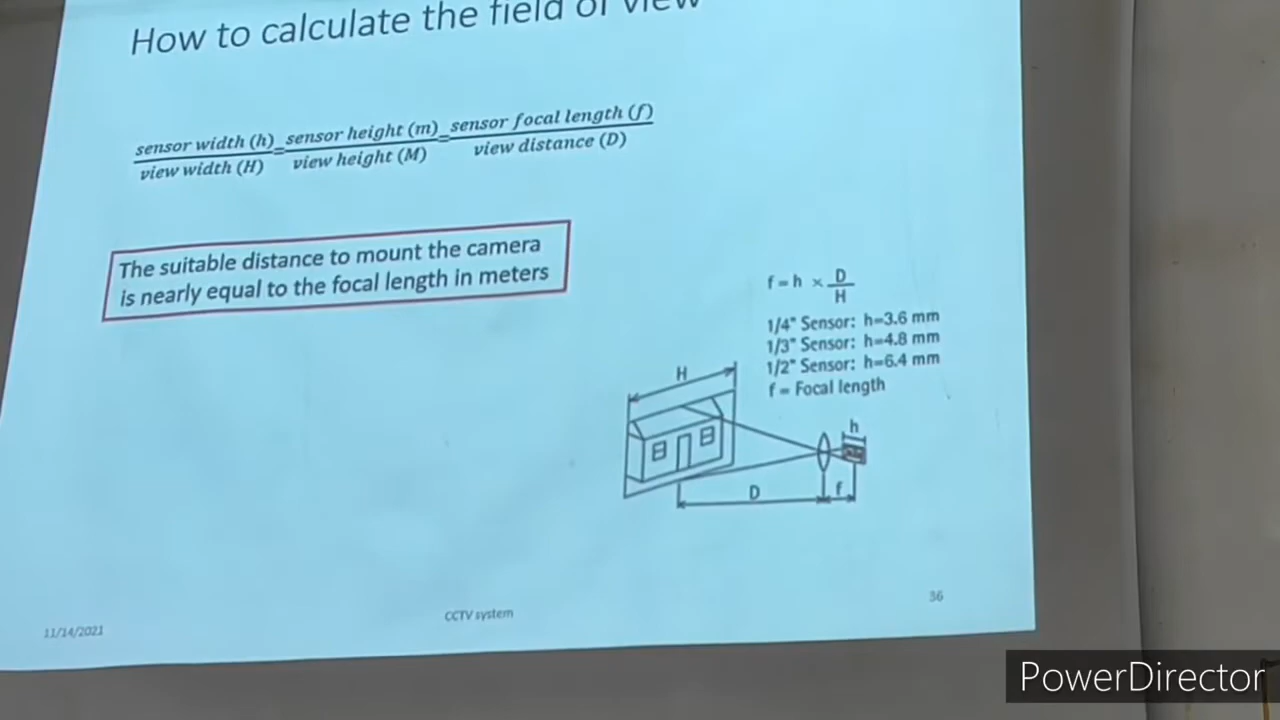 How to calculate the field of view
sensor width (h) / view width (H) = sensor height (m) / view height (M) = sensor focal length (f) / view distance (D)
The suitable distance to mount the camera
is nearly equal to the focal length in meters
f=h × D / H
1/4" Sensor: h=3.6 mm
1/3" Sensor: h=4.8 mm
1/2" Sensor: h=6.4 mm
f = Focal length
H
h
D
f
11/14/2021
CCTV system
36
PowerDirector